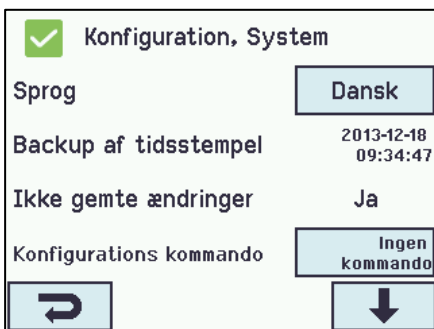 Konfiguration, System
Sprog
Dansk
Backup af tidsstempel
2013-12-18
09:34:47
Ikke gemte ændringer
Ja
Konfigurations kommando
Ingen
kommando